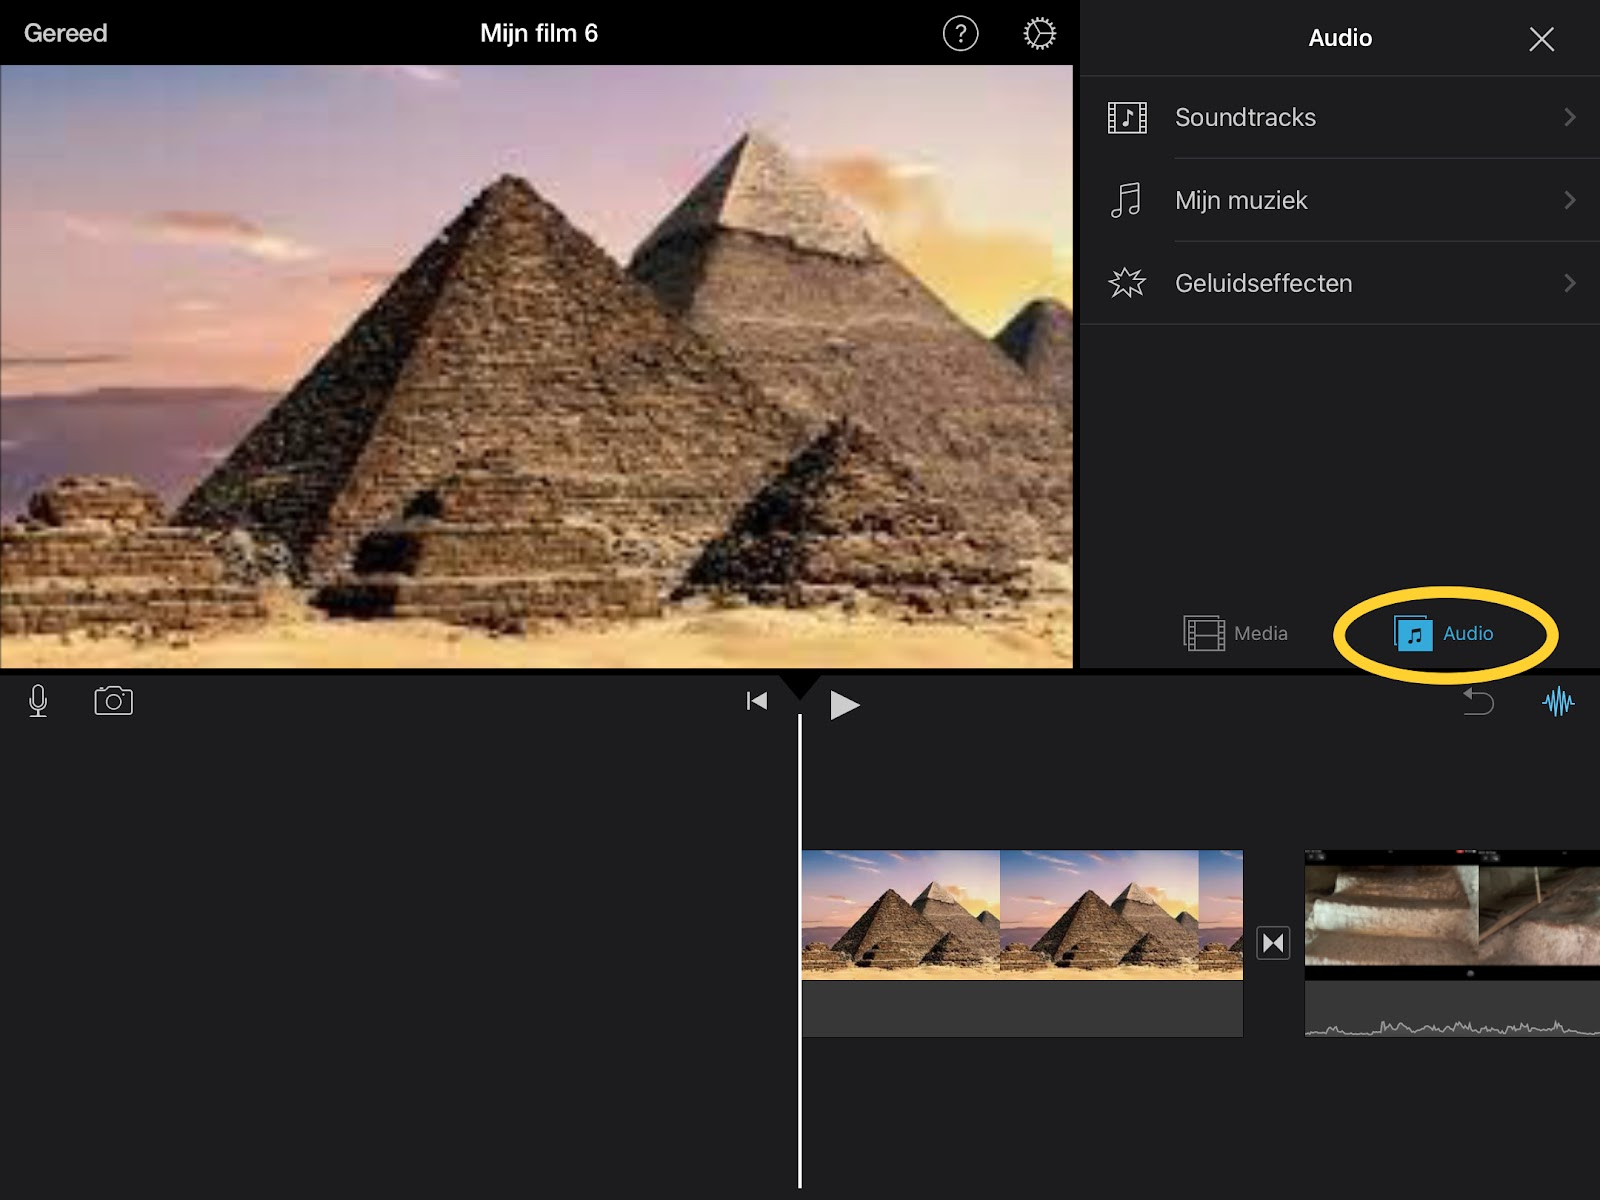 Gereed
Mijn film 6
?
Audio
Soundtracks
Mijn muziek
Geluidseffecten
Media
Audio